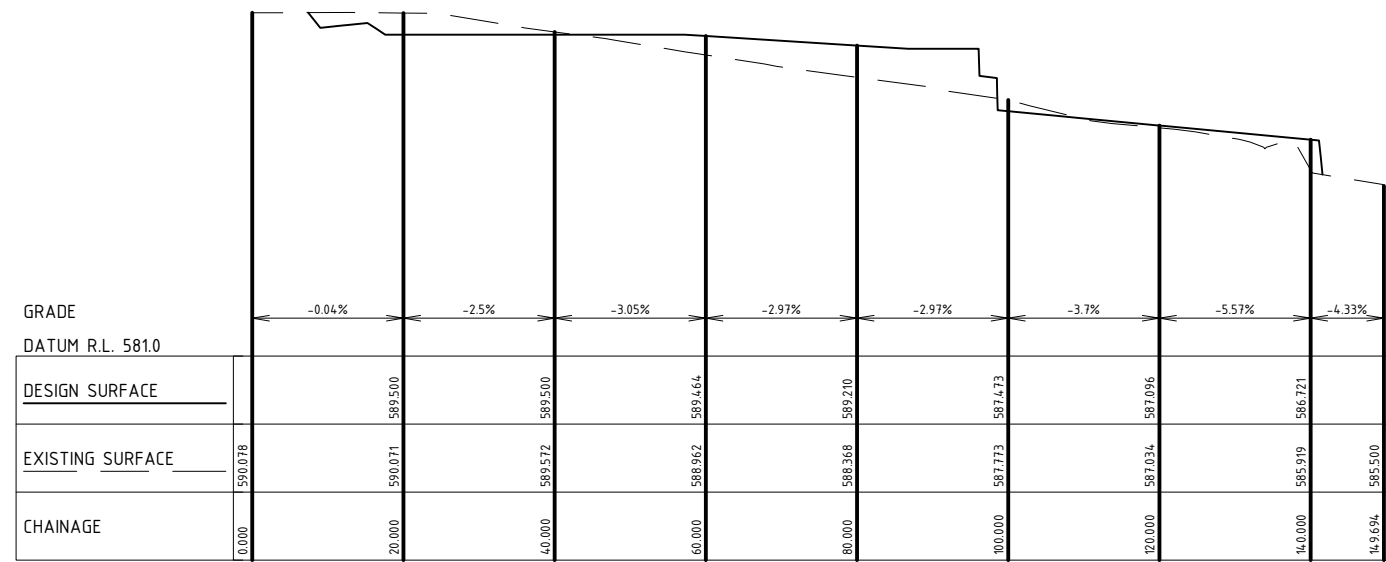 GRADE
-0.04% -2.5% -3.05% -2.97% -2.97% -3.7% -5.57% -4.33%
DATUM R.L. 581.0
DESIGN SURFACE
589.500 589.500 589.464 589.210 587.473 587.096 586.721
EXISTING SURFACE
590.078 590.071 589.572 588.962 588.368 587.773 587.034 585.919 585.500
CHAINAGE
0.000 20.000 40.000 60.000 80.000 100.000 120.000 140.000 149.694